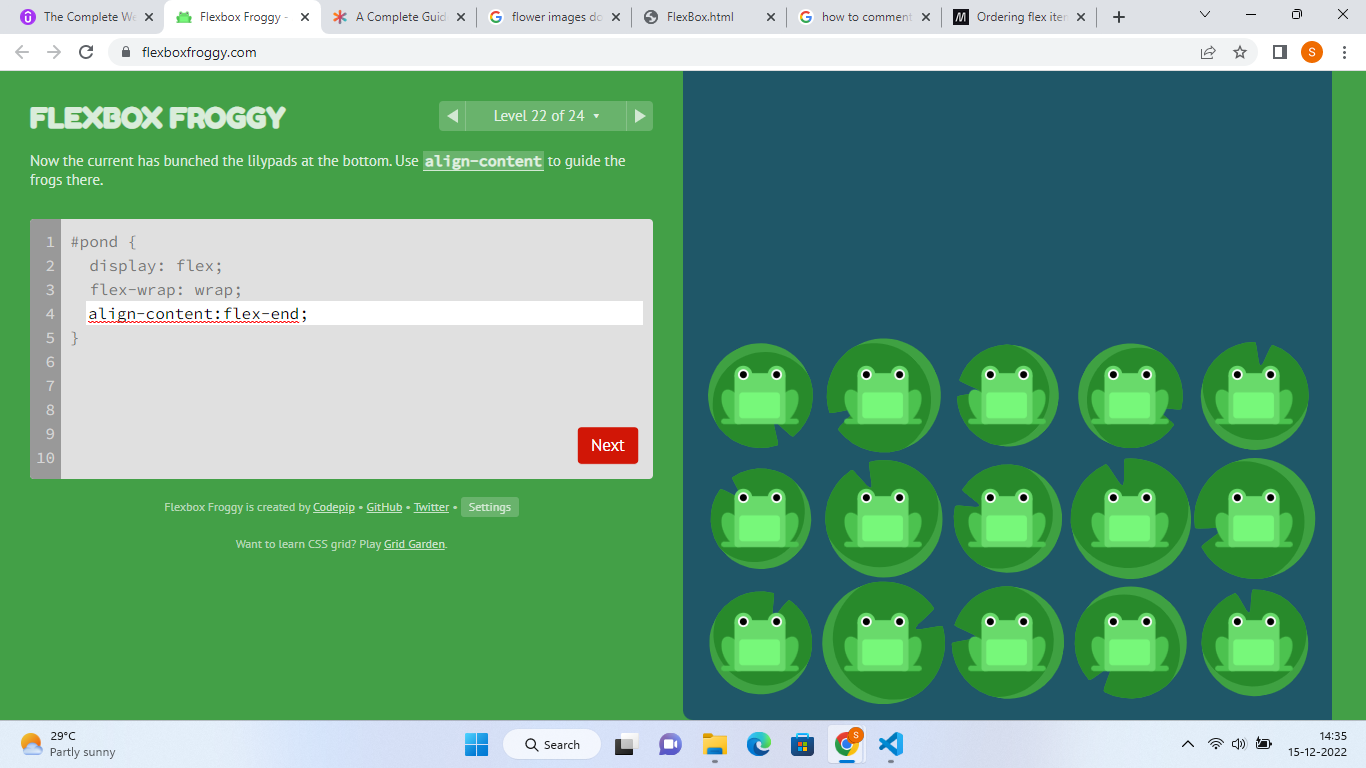 The Complete We
Flexbox Froggy -
A Complete Guid
flower images do
FlexBox.html
how to comment
Ordering flex iter
flexboxfroggy.com
S
FLEXBOX FROGGY
Level 22 of 24
Now the current has bunched the lilypads at the bottom. Use align-content to guide the
frogs there.
1 #pond {
2 display: flex;
3 flex-wrap: wrap;
4 align-content:flex-end;
5 }
6
7
8
9
10
Next
Flexbox Froggy is created by Codepip • GitHub • Twitter • Settings
Want to learn CSS grid? Play Grid Garden.
29°C
Partly sunny
Search
S
14:35
15-12-2022